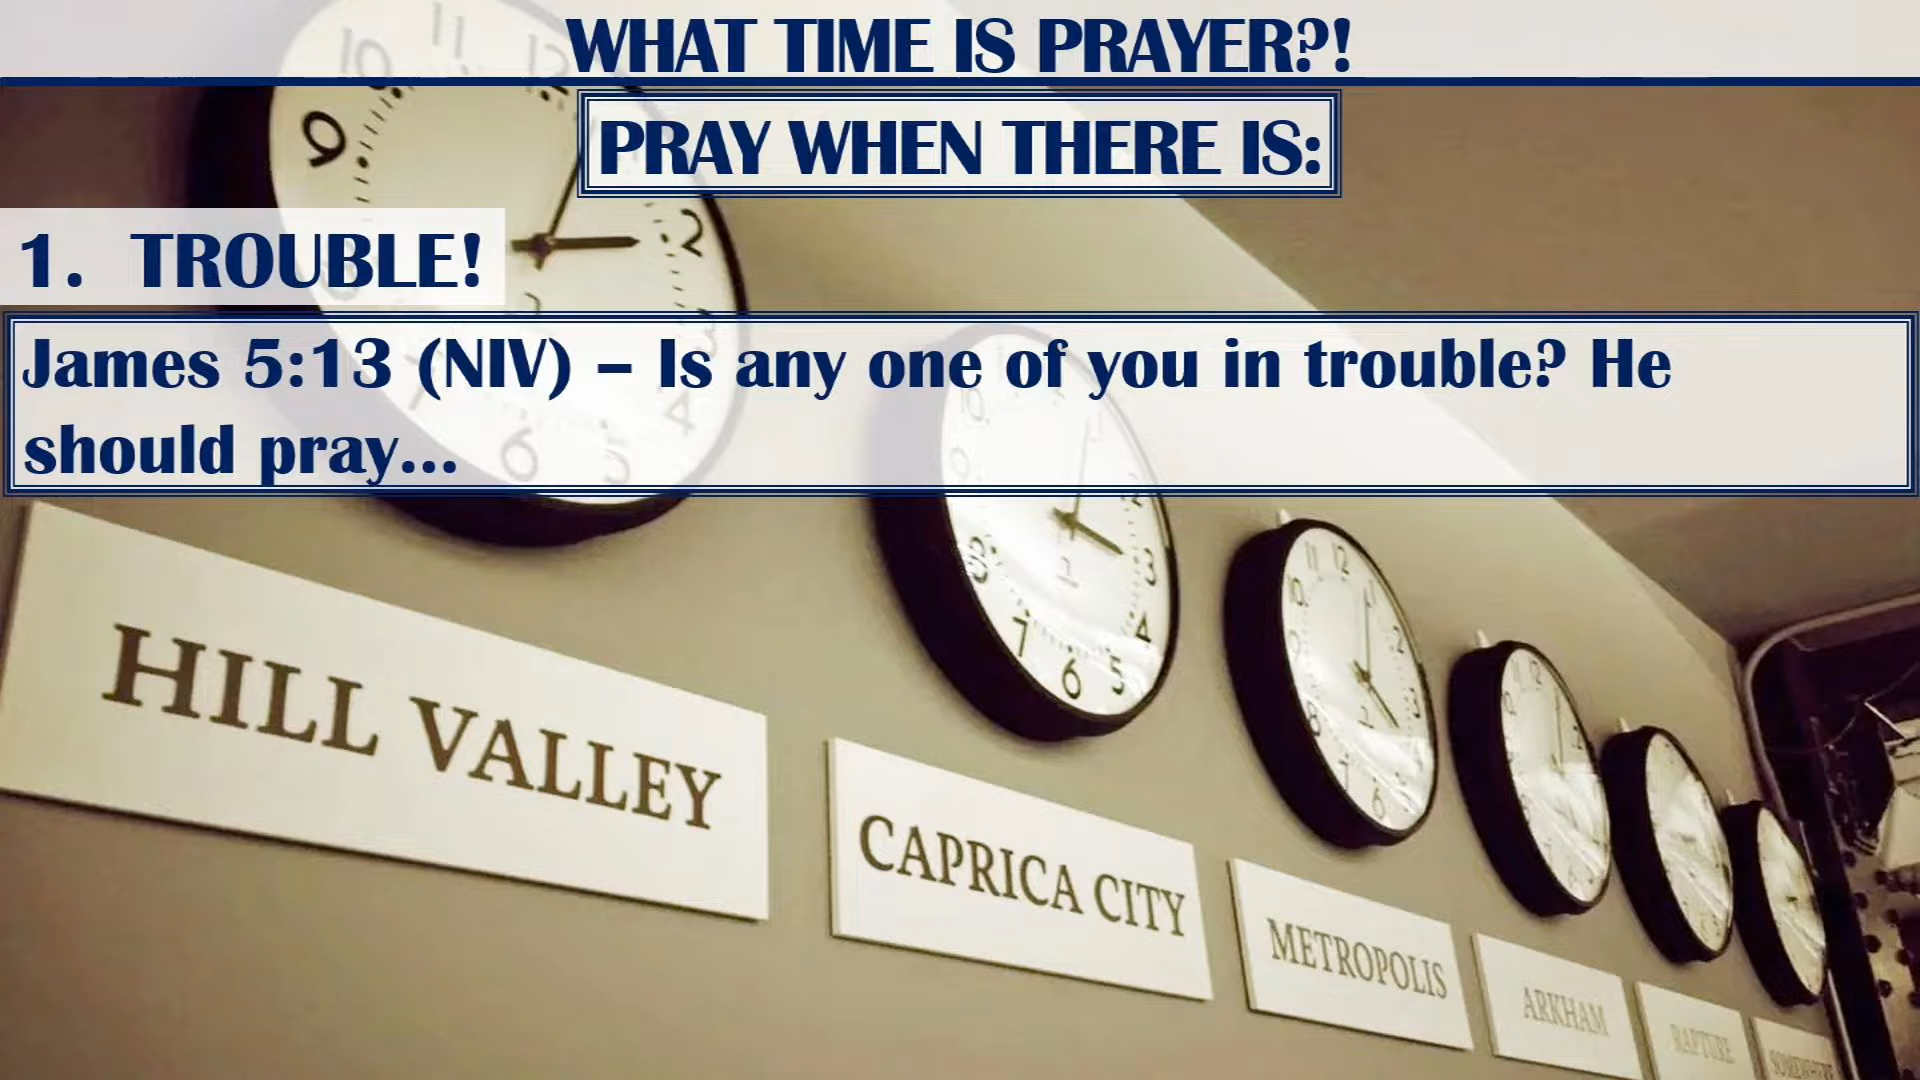 WHAT TIME IS PRAYER?!
PRAY WHEN THERE IS:
1. TROUBLE!
James 5:13 (NIV) – Is any one of you in trouble? He
should pray...
HILL VALLEY
CAPRICA CITY
METROPOLIS
ARKHAM
RAPTURE